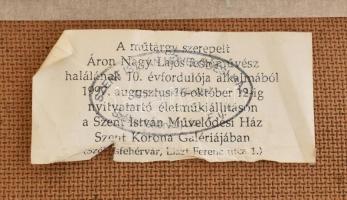 A műtárgy szerepelt
Áron Nagy Lajos festőművész
halálának 10. évfordulója alkalmából
augusztus 16-október 12-ig
nyitvatartó életműkiállításon
a Szent István Művelődési Ház
Szent Korona Galériájában
(Székesfehérvár, Liszt Ferenc utca 1.)